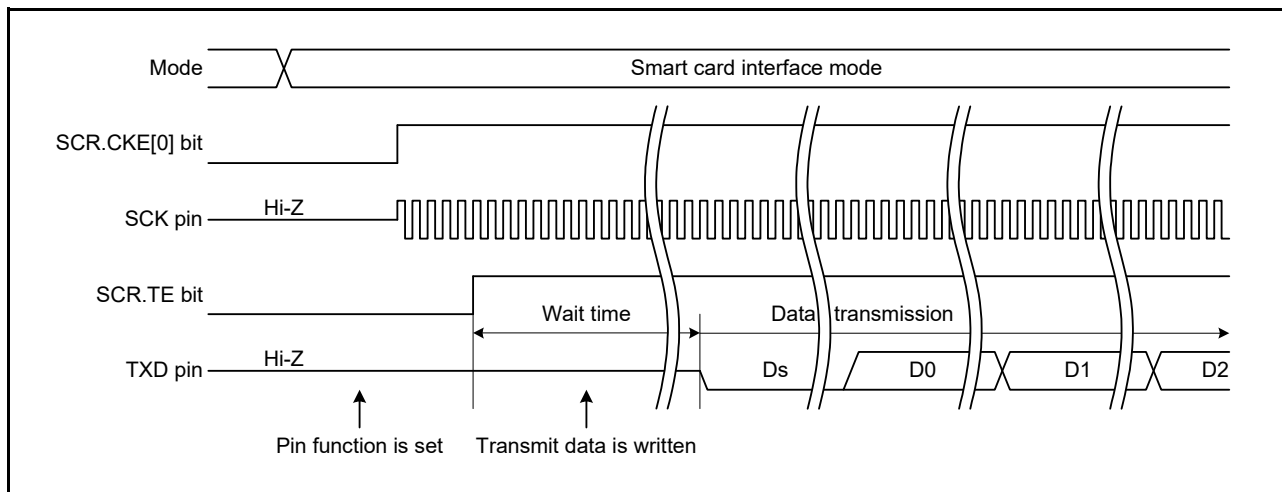 Mode
Smart card interface mode
SCR.CKE[0] bit
SCK pin
Hi-Z
SCR.TE bit
Wait time
Data transmission
TXD pin
Hi-Z
Ds
D0
D1
D2
Pin function is set
Transmit data is written